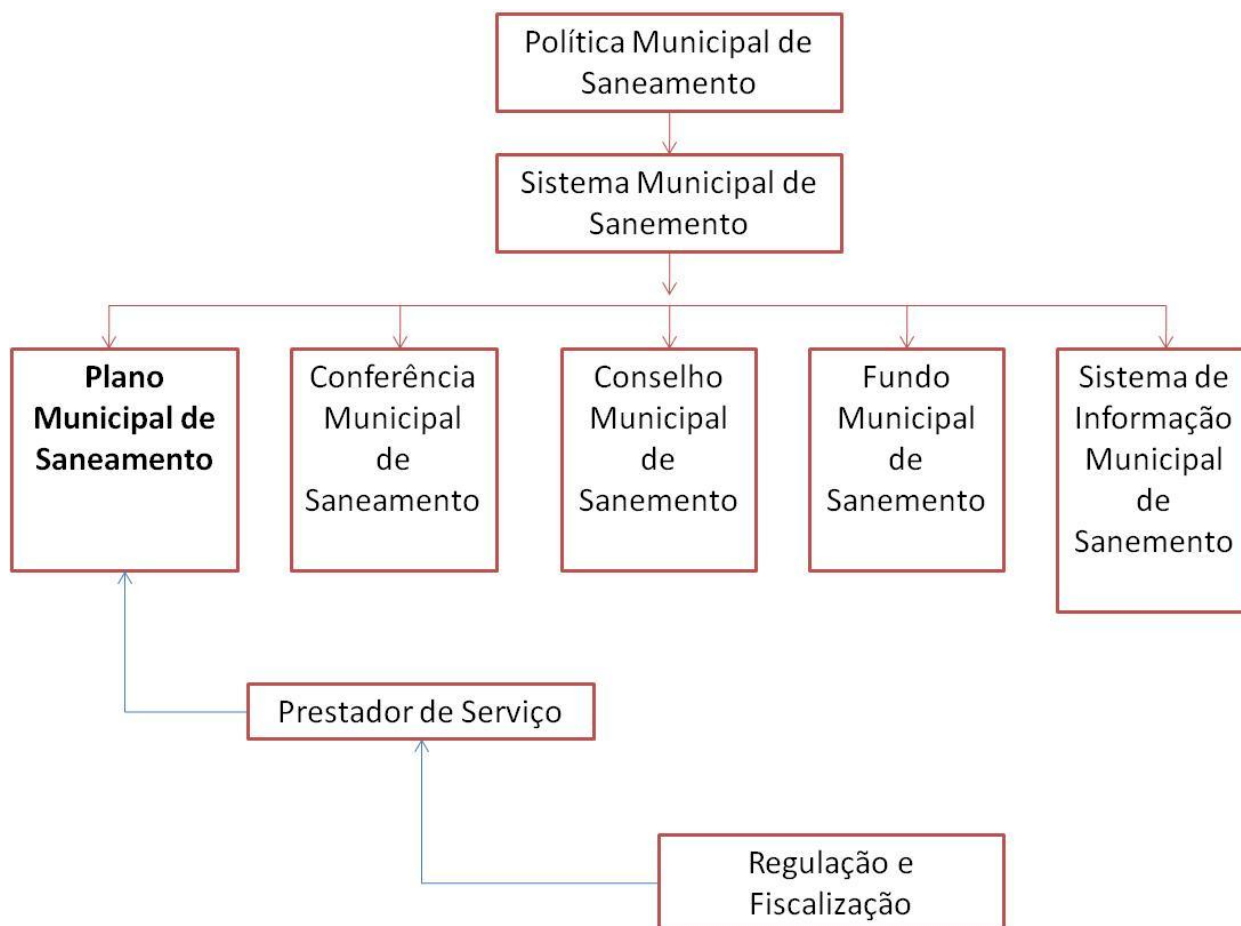 Política Municipal de
Saneamento
Sistema Municipal de
Sanemento
Plano
Municipal de
Saneamento
Conferência
Municipal
de
Saneamento
Conselho
Municipal
de
Sanemento
Fundo
Municipal
de
Sanemento
Sistema de
Informação
Municipal
de
Sanemento
Prestador de Serviço
Regulação e
Fiscalização